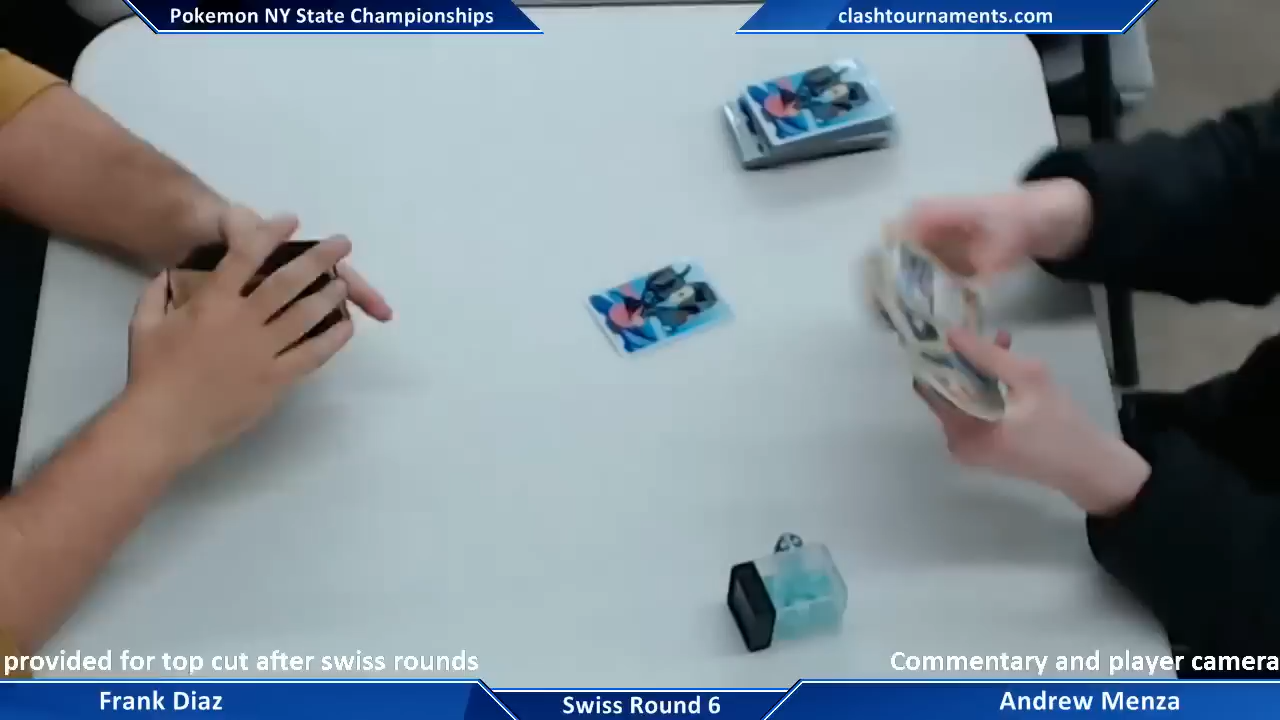 Pokemon NY State Championships
clashtournaments.com
provided for top cut after swiss rounds
Commentary and player camera
Frank Diaz
Swiss Round 6
Andrew Menza